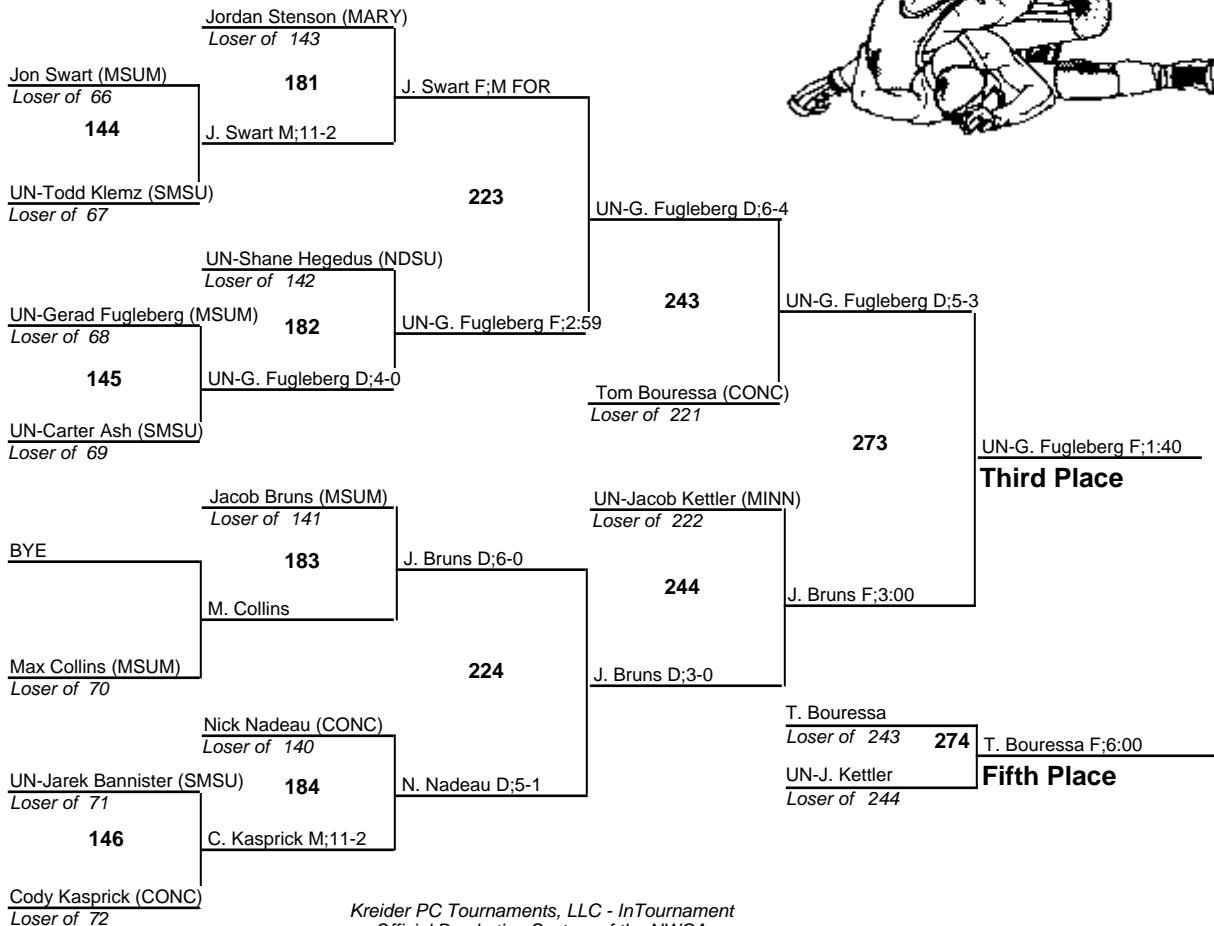 Jordan Stenson (MARY)
Loser of 143
Jon Swart (MSUM)
Loser of 66
181
J. Swart F;M FOR
144
J. Swart M;11-2
UN-Todd Klemz (SMSU)
Loser of 67
223
UN-G. Fugleberg D;6-4
UN-Shane Hegedus (NDSU)
Loser of 142
243
UN-G. Fugleberg D;5-3
UN-Gerad Fugleberg (MSUM)
Loser of 68
182
UN-G. Fugleberg F;2:59
145
UN-G. Fugleberg D;4-0
Tom Bouressa (CONC)
Loser of 221
UN-Carter Ash (SMSU)
Loser of 69
273
UN-G. Fugleberg F;1:40
Third Place
Jacob Bruns (MSUM)
Loser of 141
UN-Jacob Kettler (MINN)
Loser of 222
BYE
183
J. Bruns D;6-0
244
J. Bruns F;3:00
M. Collins
Max Collins (MSUM)
Loser of 70
224
J. Bruns D;3-0
Nick Nadeau (CONC)
Loser of 140
T. Bouressa
Loser of 243
274
T. Bouressa F;6:00
Fifth Place
UN-J. Kettler
Loser of 244
UN-Jarek Bannister (SMSU)
Loser of 71
184
N. Nadeau D;5-1
146
C. Kasprick M;11-2
Cody Kasprick (CONC)
Loser of 72
Kreider PC Tournaments, LLC - InTournament